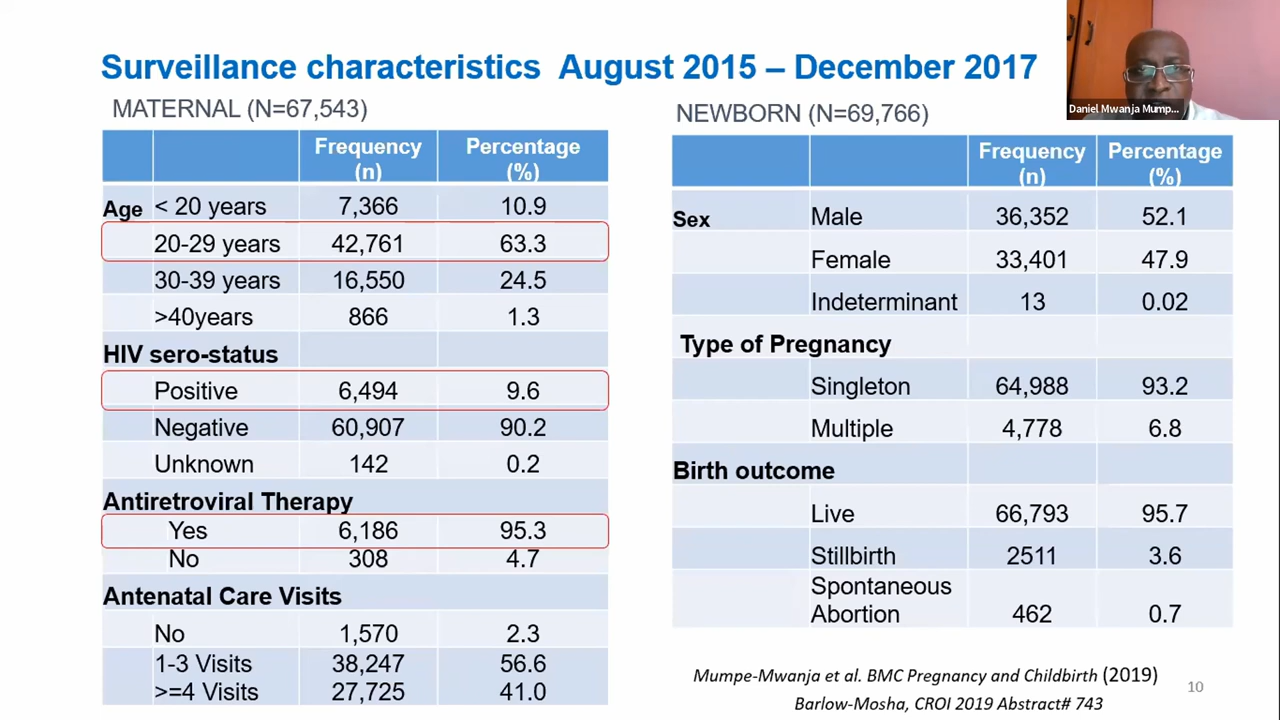 Surveillance characteristics August 2015 – December 2017
Daniel Mwanja Mump...
MATERNAL (N=67,543)
Frequency (n) Percentage (%)
Age < 20 years 7,366 10.9
20-29 years 42,761 63.3
30-39 years 16,550 24.5
>40years 866 1.3
HIV sero-status
Positive 6,494 9.6
Negative 60,907 90.2
Unknown 142 0.2
Antiretroviral Therapy
Yes 6,186 95.3
No 308 4.7
Antenatal Care Visits
No 1,570 2.3
1-3 Visits 38,247 56.6
>=4 Visits 27,725 41.0
NEWBORN (N=69,766)
Frequency (n) Percentage (%)
Sex Male 36,352 52.1
Female 33,401 47.9
Indeterminant 13 0.02
Type of Pregnancy
Singleton 64,988 93.2
Multiple 4,778 6.8
Birth outcome
Live 66,793 95.7
Stillbirth 2511 3.6
Spontaneous
Abortion 462 0.7
Mumpe-Mwanja et al. BMC Pregnancy and Childbirth (2019)
Barlow-Mosha, CROI 2019 Abstract# 743
10